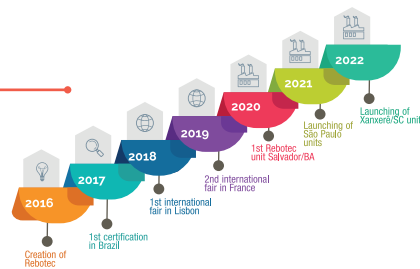 2016
Creation of
Rebotec
2017
1st certification
in Brazil
2018
1st international
fair in Lisbon
2019
2nd international
fair in France
2020
1st Rebotec
unit Salvador/BA
2021
Launching of
São Paulo
units
2022
Launching of
Xanxerê/SC unit